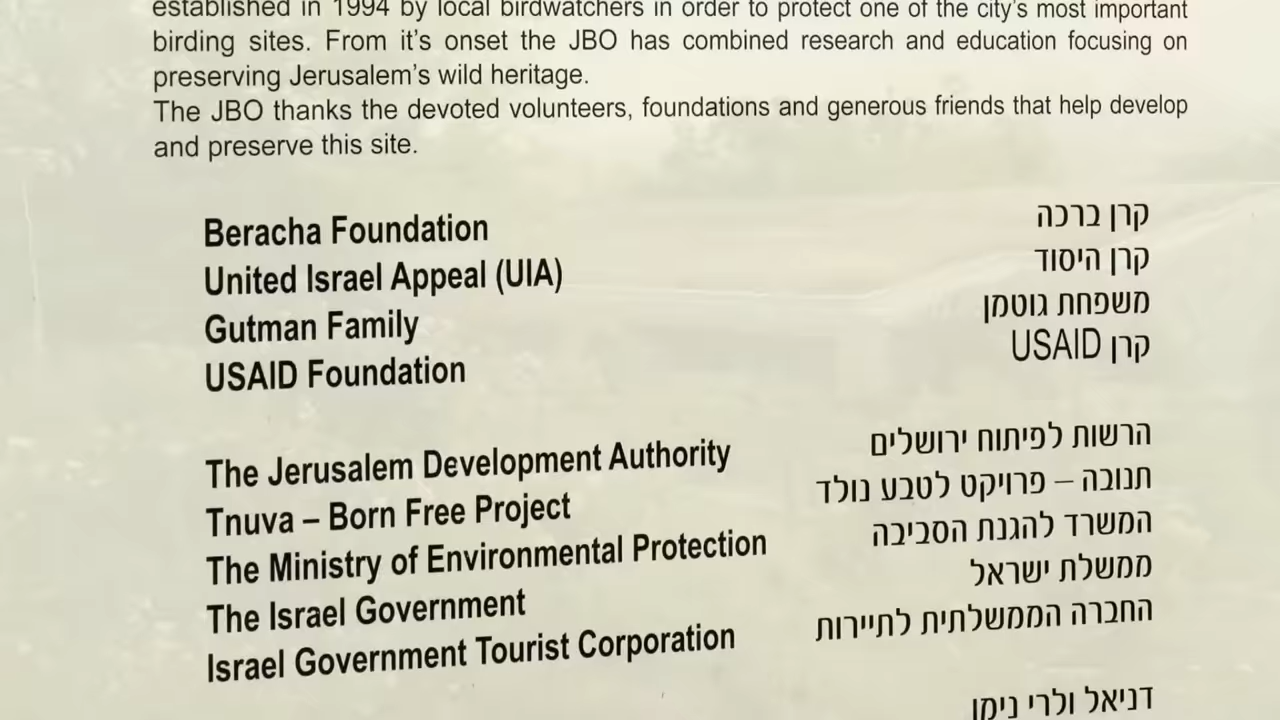 established in 1994 by local birdwatchers in order to protect one of the city's most important
birding sites. From it's onset the JBO has combined research and education focusing on
preserving Jerusalem's wild heritage.
The JBO thanks the devoted volunteers, foundations and generous friends that help develop
and preserve this site.
Beracha Foundation
קרן ברכה
United Israel Appeal (UIA)
קרן היסוד
Gutman Family
משפחת גוטמן
USAID Foundation
קרן USAID
The Jerusalem Development Authority
הרשות לפיתוח ירושלים
Tnuva – Born Free Project
תנובה – פרויקט לטבע נולד
The Ministry of Environmental Protection
המשרד להגנת הסביבה
The Israel Government
ממשלת ישראל
Israel Government Tourist Corporation
החברה הממשלתית לתיירות
דניאל ולרי נימן